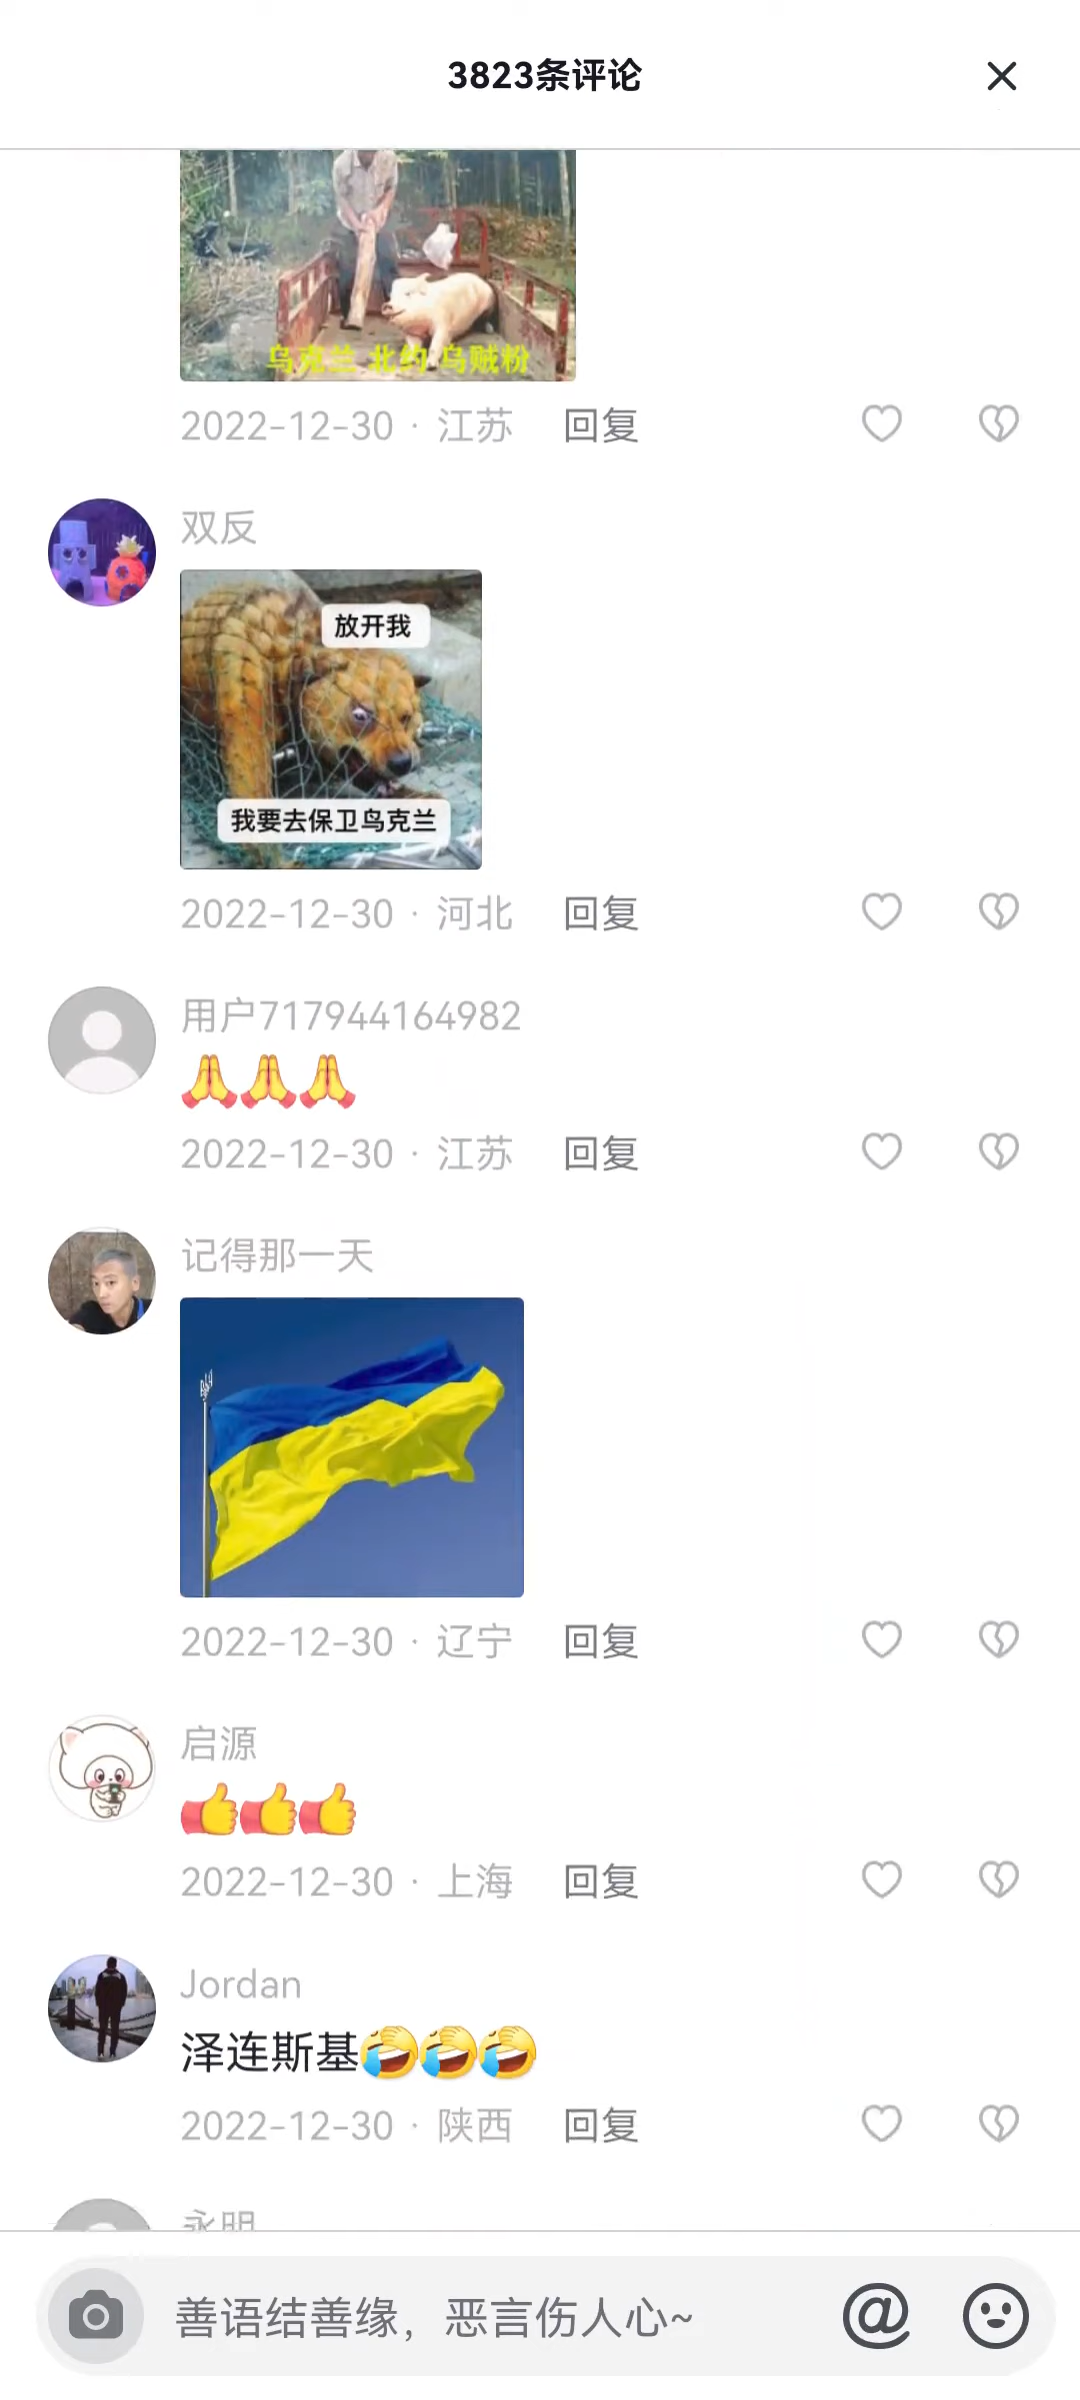 3823条评论
乌克兰 北约 乌贼粉
2022-12-30 · 江苏 回复
双反
放开我
我要去保卫鸟克兰
2022-12-30 · 河北 回复
用户717944164982
🙏🙏🙏
2022-12-30 · 江苏 回复
记得那一天
2022-12-30 · 辽宁 回复
启源
👍👍👍
2022-12-30 · 上海 回复
Jordan
泽连斯基🤣🤣🤣
2022-12-30 · 陕西 回复
永明
善语结善缘，恶言伤人心~